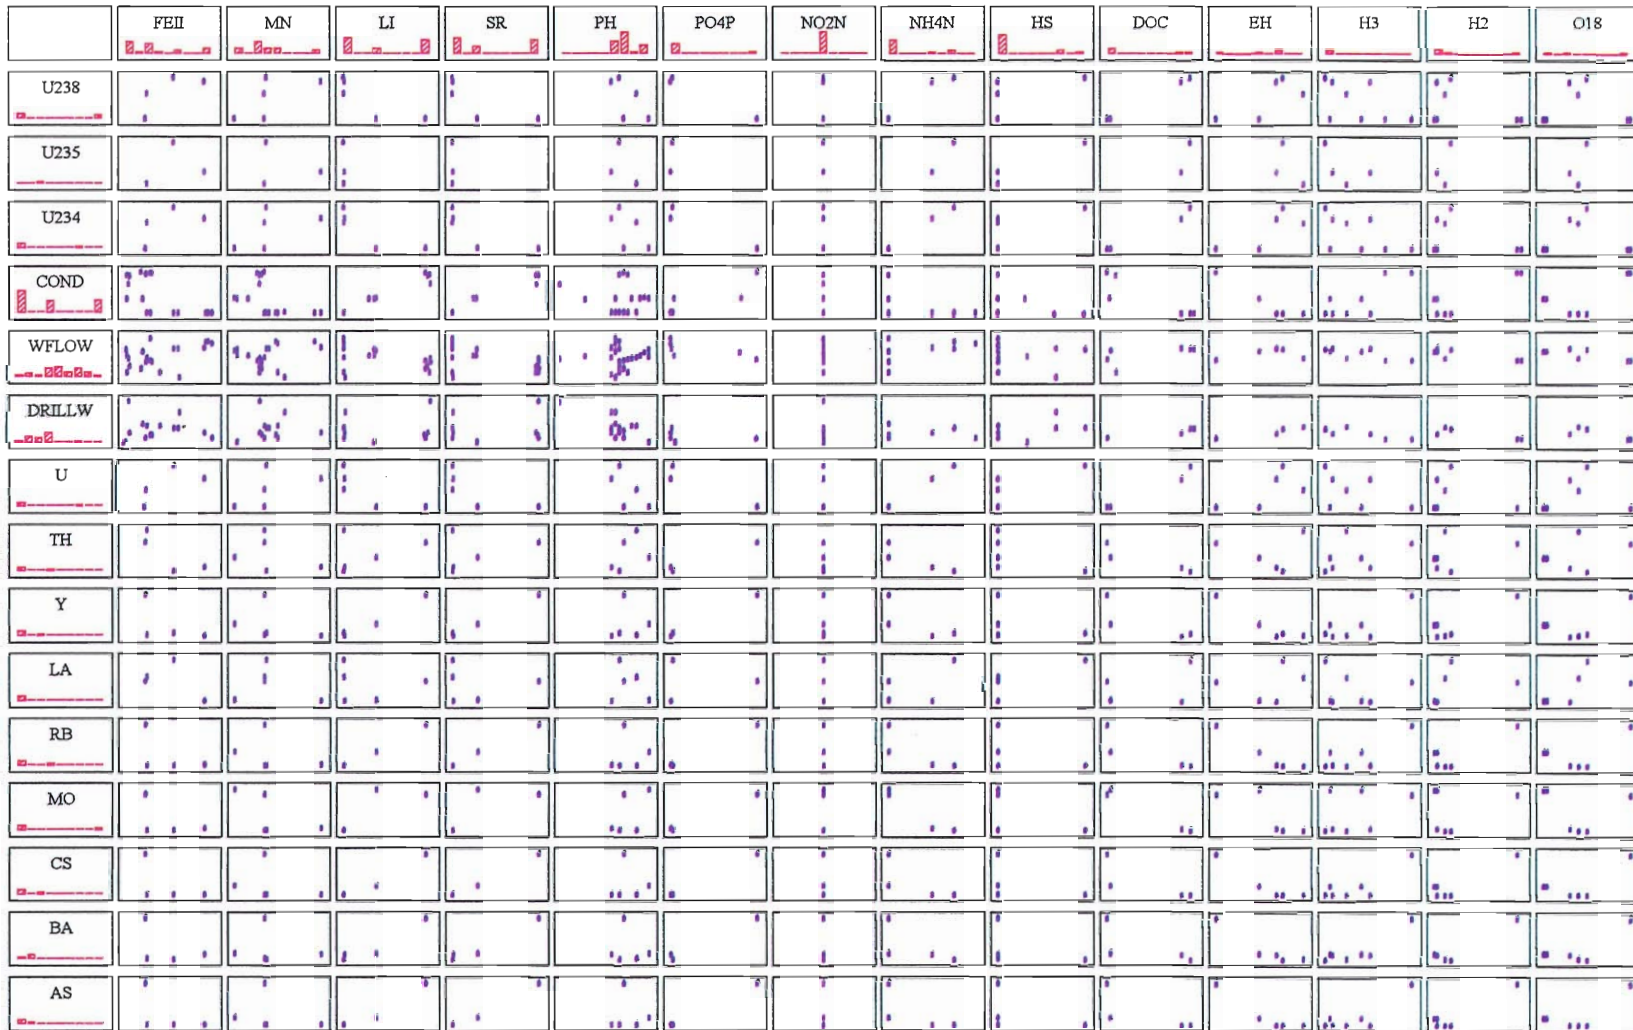 FEII MN LI SR PH PO4P NO2N NH4N HS DOC EH H3 H2 O18
U238
U235
U234
COND
WFLOW
DRILLW
U
TH
Y
LA
RB
MO
CS
BA
AS